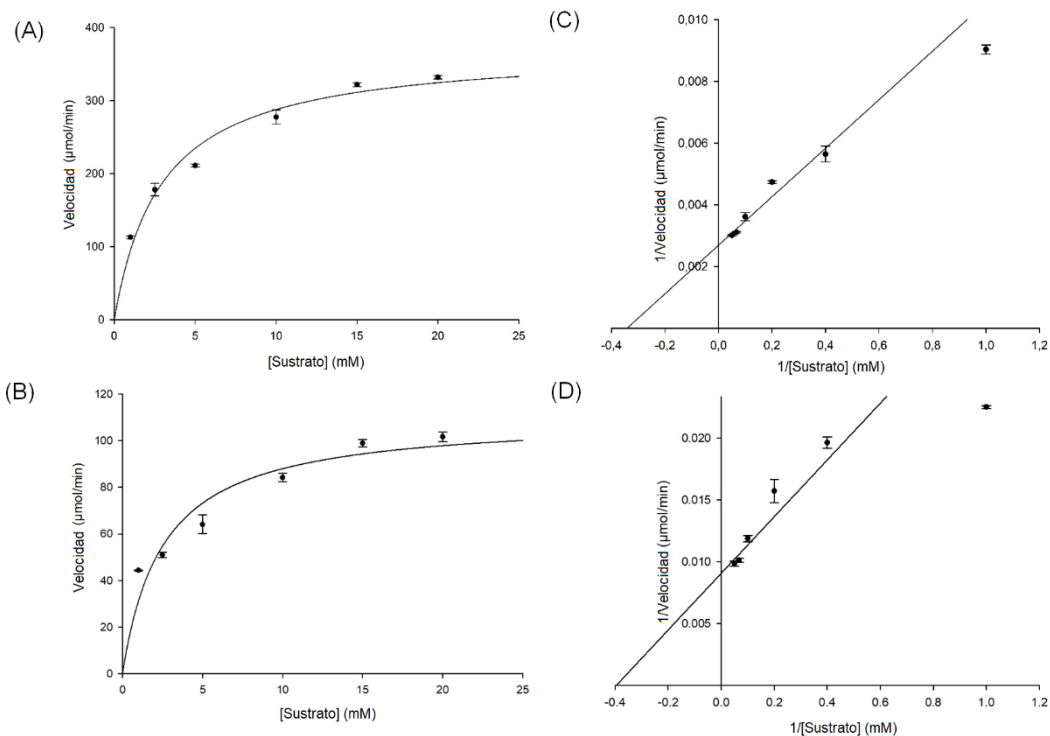 (A)
400
300
200
100
0
Velocidad (µmol/min)
0 5 10 15 20 25
[Sustrato] (mM)
(C)
0,010
0,008
0,006
0,004
0,002
1/Velocidad (µmol/min)
-0,4 -0,2 0,0 0,2 0,4 0,6 0,8 1,0 1,2
1/[Sustrato] (mM)
(B)
120
100
80
60
40
20
0
Velocidad (µmol/min)
0 5 10 15 20 25
[Sustrato] (mM)
(D)
0.020
0.015
0.010
0.005
1/Velocidad (µmol/min)
-0.4 -0.2 0.0 0.2 0.4 0.6 0.8 1.0 1.2
1/[Sustrato] (mM)